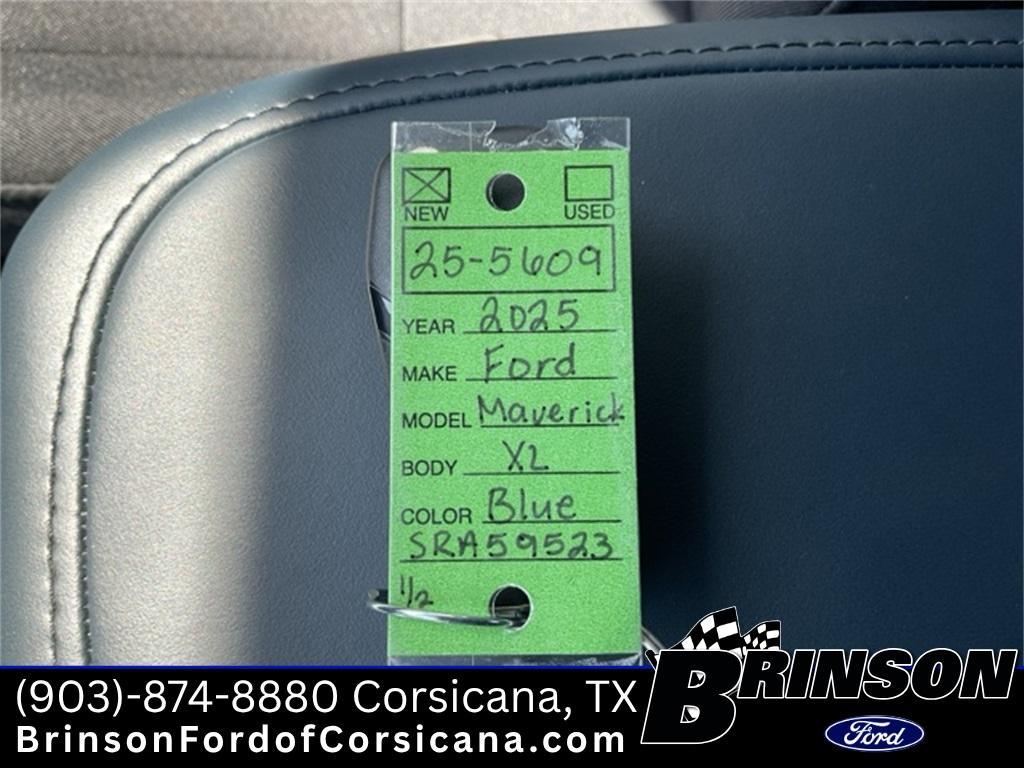 NEW USED
25-5609
YEAR 2025
MAKE Ford
MODEL Maverick
BODY XL
COLOR Blue
SRA59523
1/2
(903)-874-8880 Corsicana, TX
BrinsonFordofCorsicana.com
BRINSON
Ford